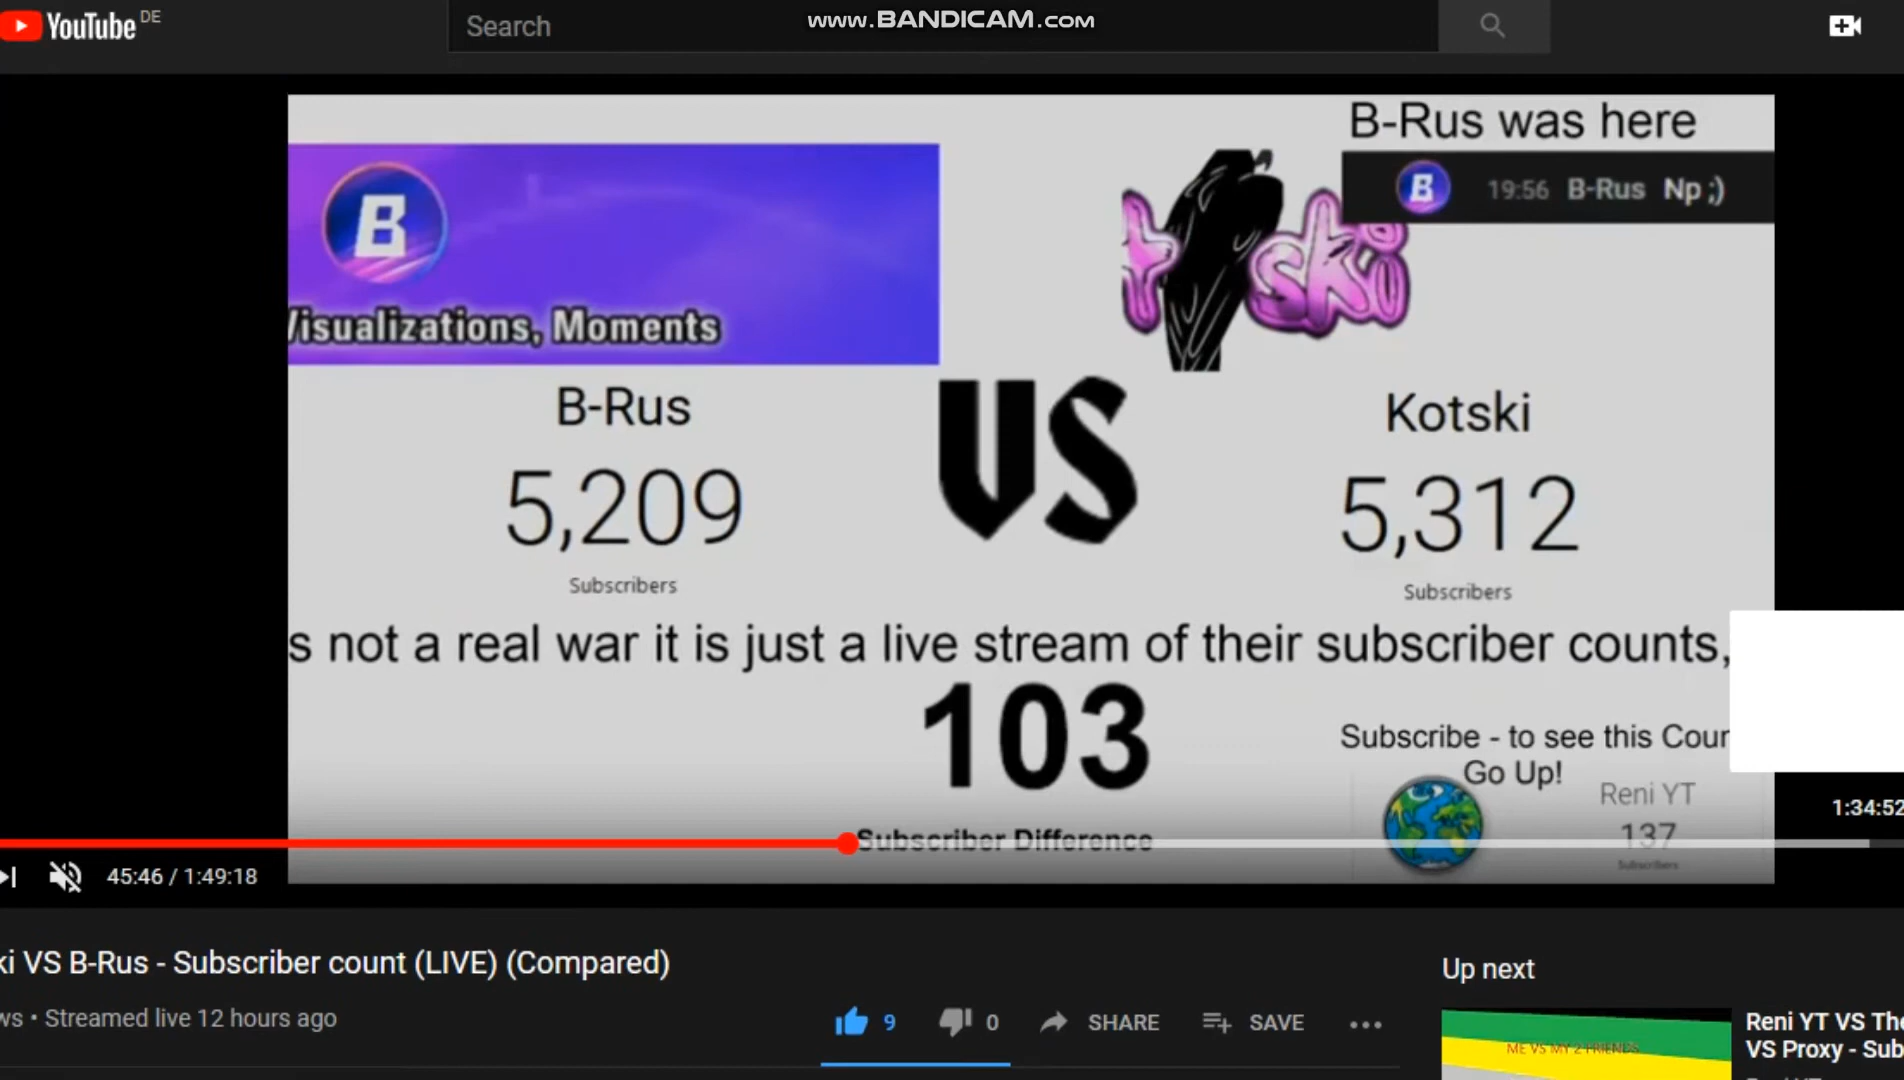 YouTube DE
Search
www.BANDICAM.com
B-Rus was here
B
B
19:56 B-Rus Np ;)
ski
Visualizations, Moments
B-Rus
VS
Kotski
5,209
5,312
Subscribers
Subscribers
s not a real war it is just a live stream of their subscriber counts,
103
Subscribe - to see this Coun
Go Up!
Reni YT
137
Subscribers
Subscriber Difference
1:34:52
45:46 / 1:49:18
ki VS B-Rus - Subscriber count (LIVE) (Compared)
ws • Streamed live 12 hours ago
9
0
SHARE
SAVE
Up next
ME VS MY 2 FRIENDS
Reni YT VS The
VS Proxy - Sub